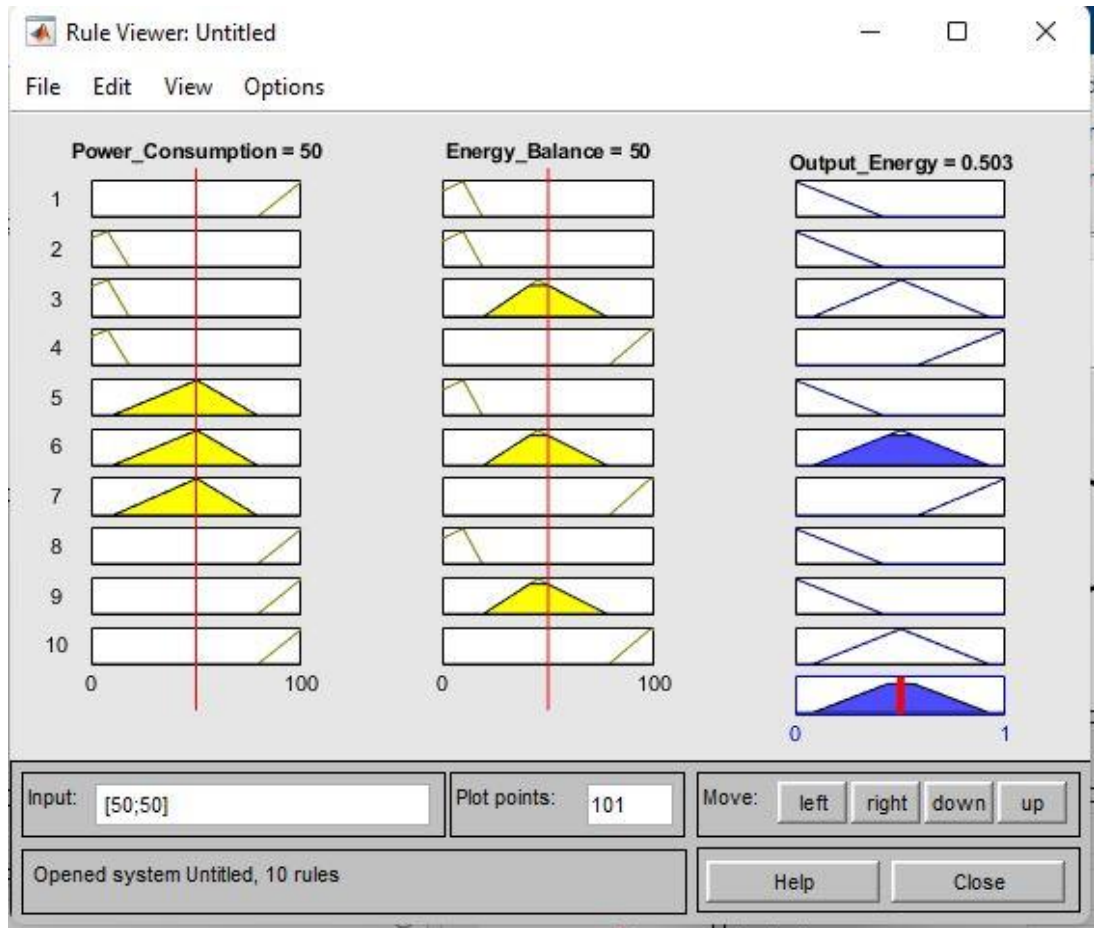 Rule Viewer: Untitled
File Edit View Options
Power_Consumption = 50 Energy_Balance = 50 Output_Energy = 0.503
1
2
3
4
5
6
7
8
9
10
0 100 0 100
0 1
Input: [50;50] Plot points: 101 Move: left right down up
Opened system Untitled, 10 rules Help Close